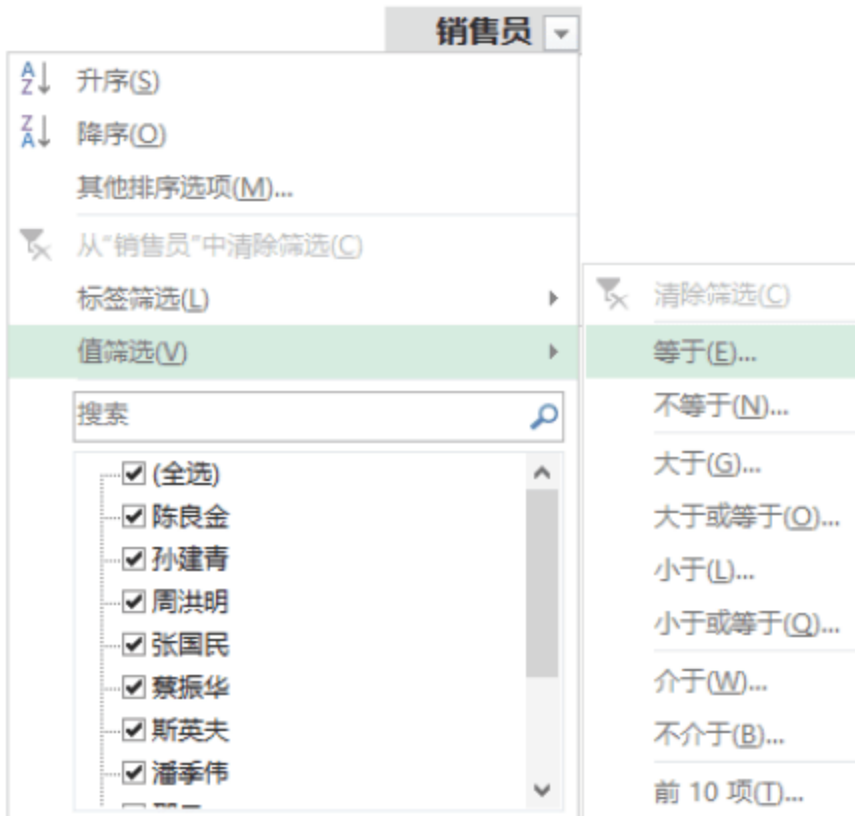 销售员
升序(S)
降序(O)
其他排序选项(M)...
从“销售员”中清除筛选(C)
标签筛选(L)
值筛选(V)
搜索
(全选)
陈良金
孙建青
周洪明
张国民
蔡振华
斯英夫
潘季伟
清除筛选(C)
等于(E)...
不等于(N)...
大于(G)...
大于或等于(O)...
小于(L)...
小于或等于(Q)...
介于(W)...
不介于(B)...
前 10 项(T)...